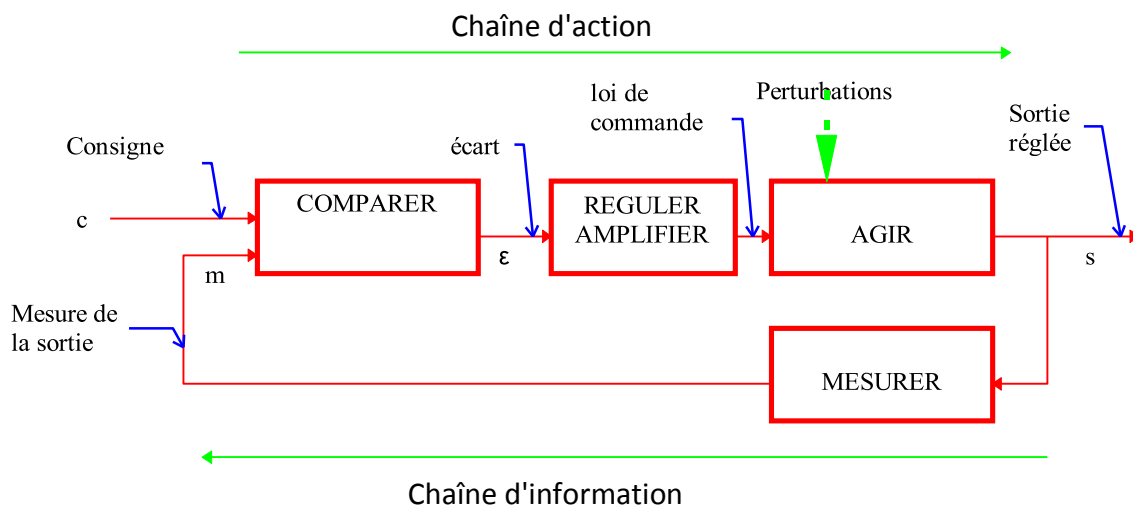 Chaîne d'action
loi de
commande
Perturbations
Sortie
réglée
Consigne
écart
COMPARER
REGULER
AMPLIFIER
AGIR
c
m
ε
s
Mesure de
la sortie
MESURER
Chaîne d'information